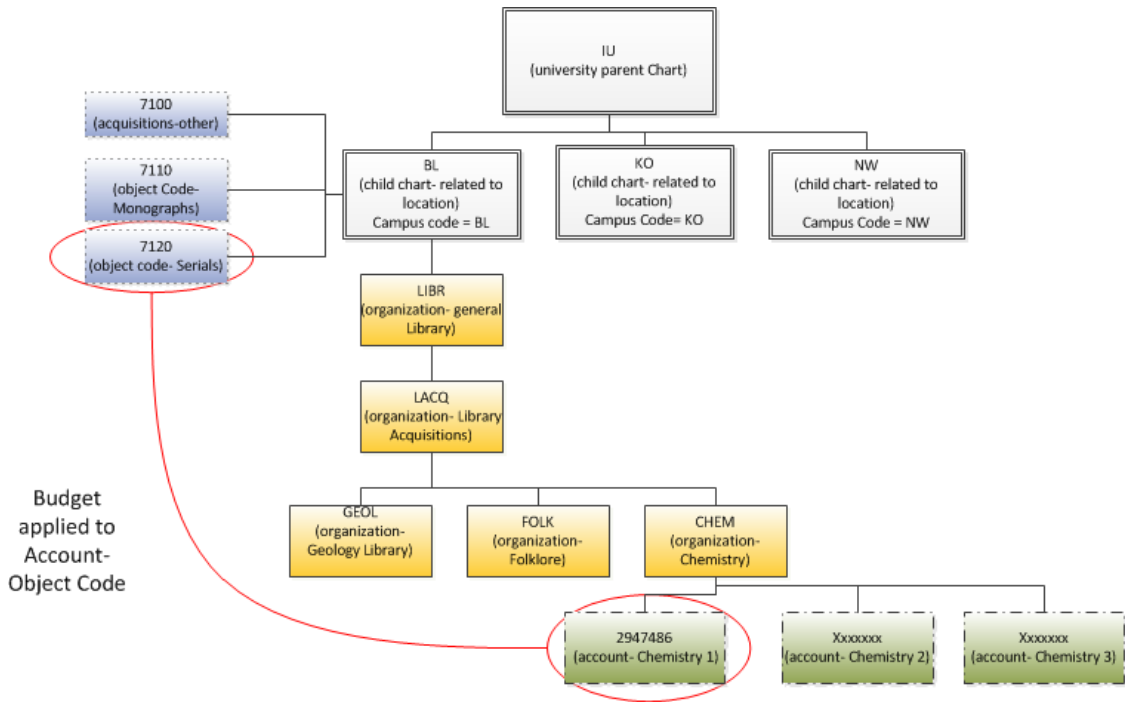 IU
(university parent Chart)
7100
(acquisitions-other)
7110
(object Code-
Monographs)
7120
(object code- Serials)
BL
(child chart- related to
location)
Campus code = BL
KO
(child chart- related to
location)
Campus Code= KO
NW
(child chart- related to
location)
Campus Code = NW
LIBR
(organization- general
Library)
LACQ
(organization- Library
Acquisitions)
Budget
applied to
Account-
Object Code
GEOL
(organization-
Geology Library)
FOLK
(organization-
Folklore)
CHEM
(organization-
Chemistry)
2947486
(account- Chemistry 1)
Xxxxxxx
(account- Chemistry 2)
Xxxxxxx
(account- Chemistry 3)